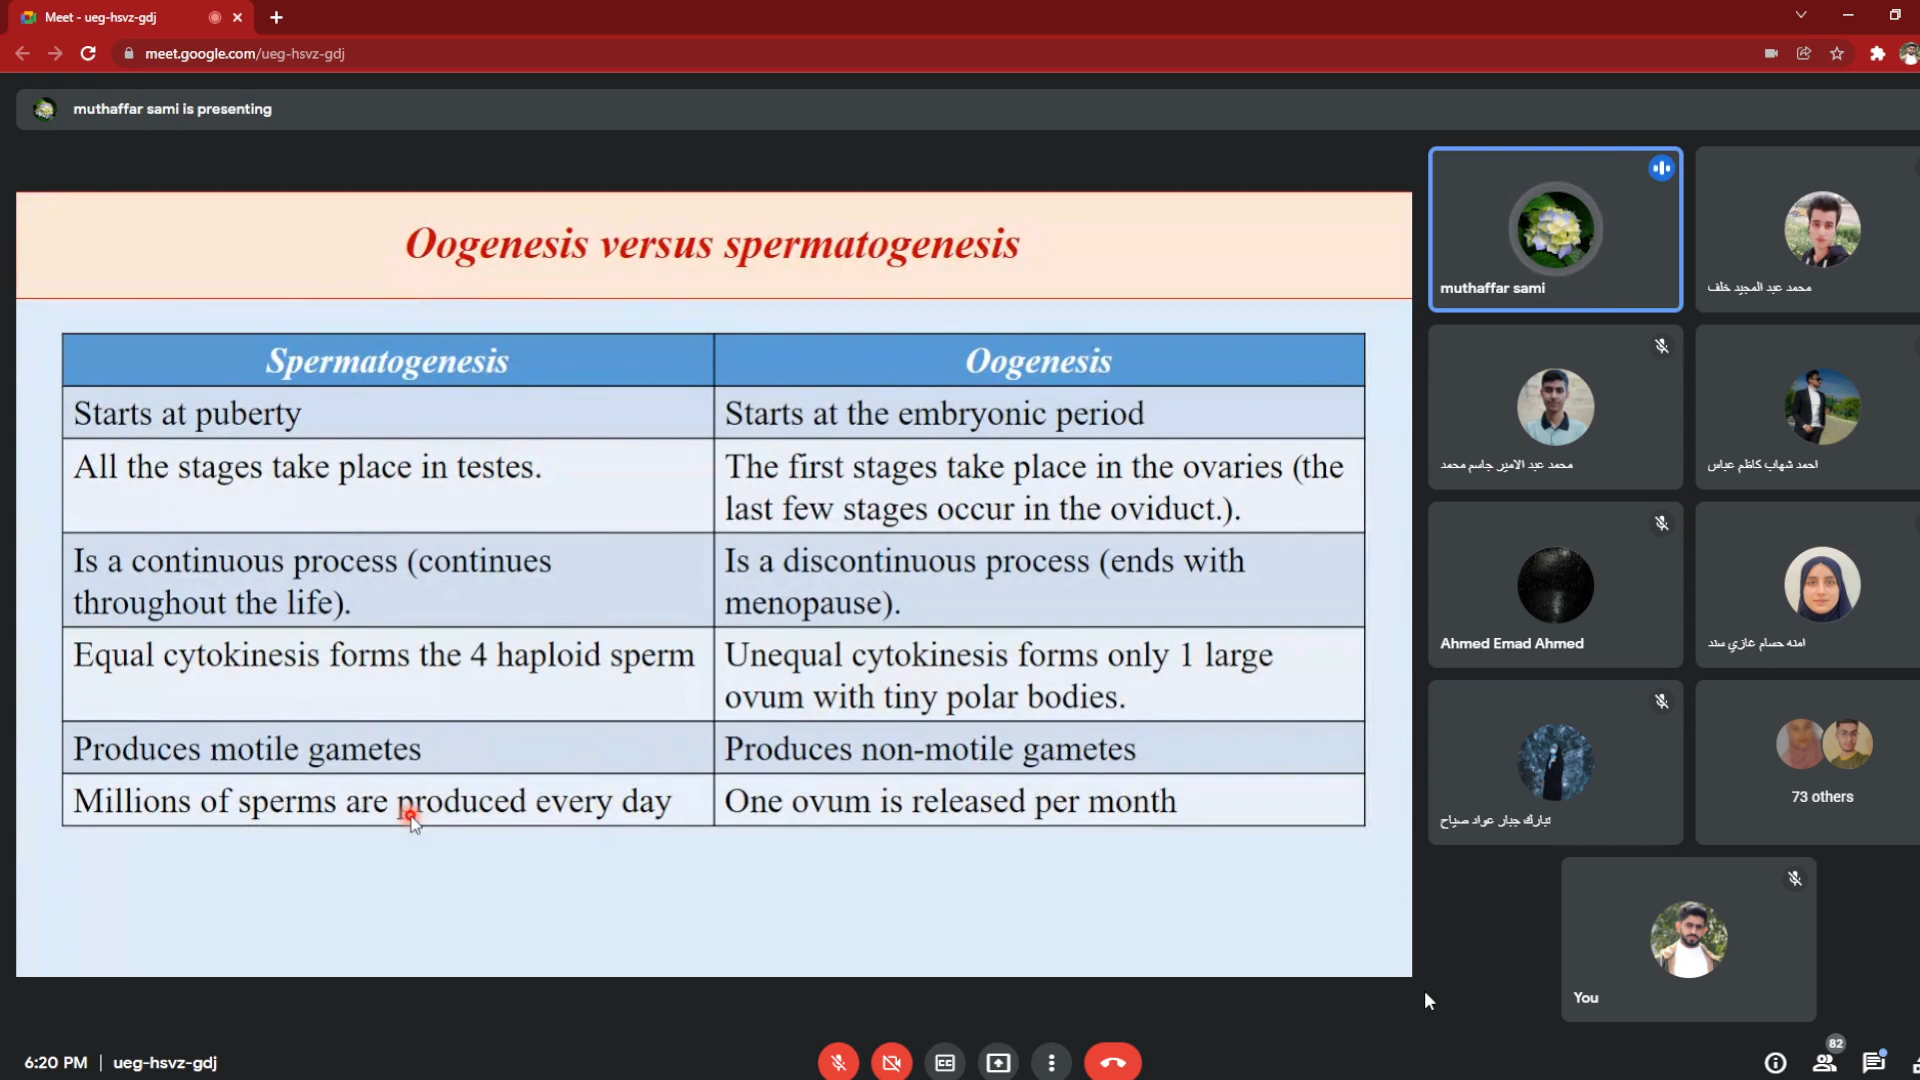 Meet - ueg-hsvz-gdj
meet.google.com/ueg-hsvz-gdj
muthaffar sami is presenting
Oogenesis versus spermatogenesis
Spermatogenesis
Oogenesis
Starts at puberty
Starts at the embryonic period
All the stages take place in testes.
The first stages take place in the ovaries (the
last few stages occur in the oviduct.).
Is a continuous process (continues
throughout the life).
Is a discontinuous process (ends with
menopause).
Equal cytokinesis forms the 4 haploid sperm
Unequal cytokinesis forms only 1 large
ovum with tiny polar bodies.
Produces motile gametes
Produces non-motile gametes
Millions of sperms are produced every day
One ovum is released per month
muthaffar sami
محمد عبد المجيد خلف
محمد عبد الامير جاسم محمد
احمد شهاب كاظم عباس
Ahmed Emad Ahmed
امنه حسام غازي سند
تبارك جبار عواد صياح
73 others
You
6:20 PM | ueg-hsvz-gdj
82